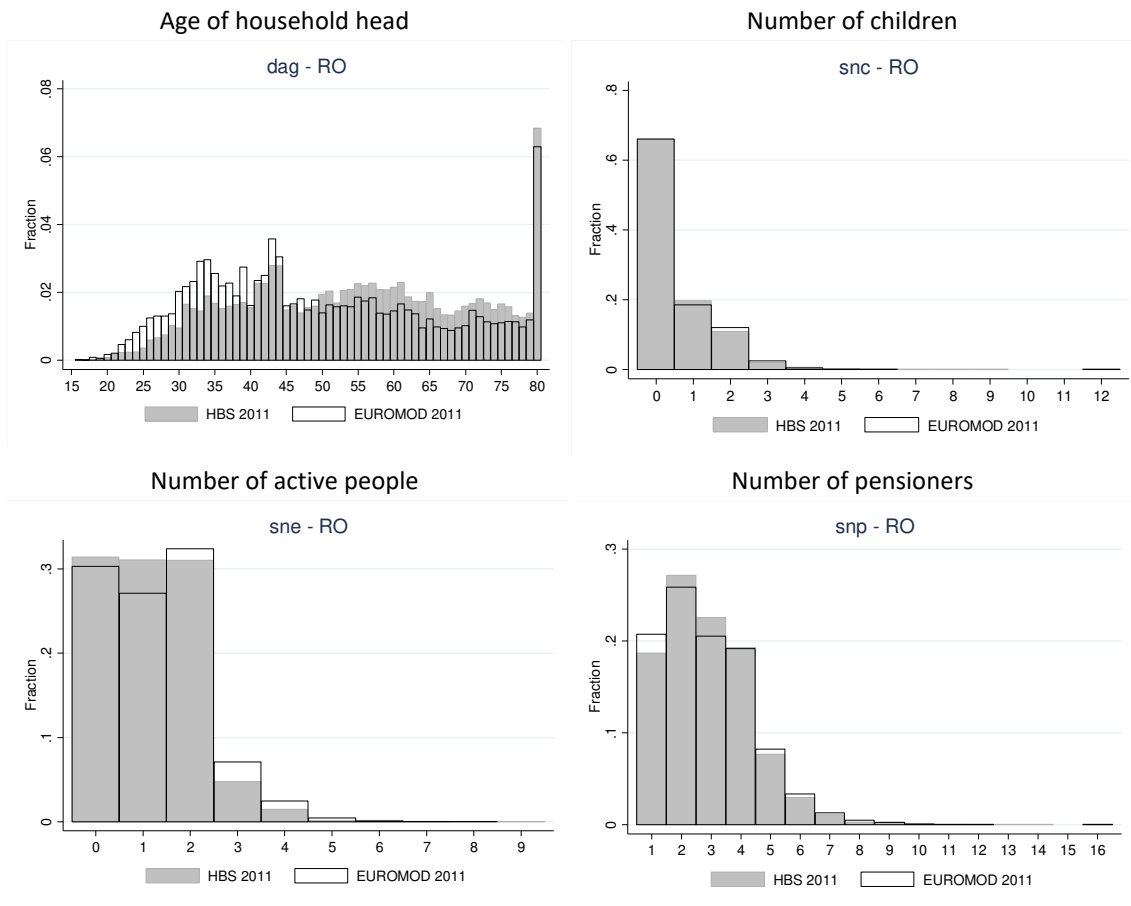 Age of household head
dag - RO
Fraction
.08
.06
.04
.02
0
15 20 25 30 35 40 45 50 55 60 65 70 75 80
HBS 2011 EUROMOD 2011
Number of children
snc - RO
Fraction
.8
.6
.4
.2
0
0 1 2 3 4 5 6 7 8 9 10 11 12
HBS 2011 EUROMOD 2011
Number of active people
sne - RO
Fraction
.3
.2
.1
0
0 1 2 3 4 5 6 7 8 9
HBS 2011 EUROMOD 2011
Number of pensioners
snp - RO
Fraction
.3
.2
.1
0
1 2 3 4 5 6 7 8 9 10 11 12 13 14 15 16
HBS 2011 EUROMOD 2011